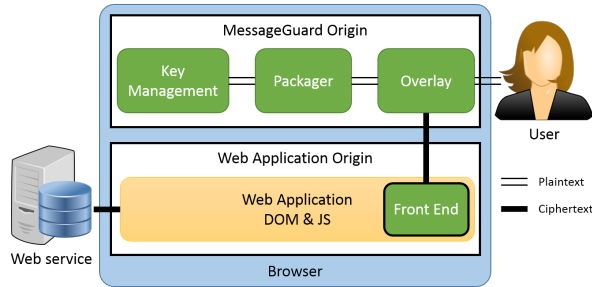 MessageGuard Origin
Key
Management
Packager
Overlay
User
Web Application Origin
Web Application
DOM & JS
Front End
Plaintext
Ciphertext
Web service
Browser